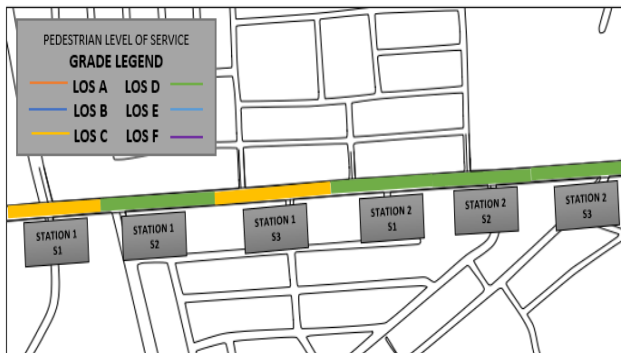 PEDESTRIAN LEVEL OF SERVICE
GRADE LEGEND
LOS A LOS D
LOS B LOS E
LOS C LOS F
STATION 1
S1
STATION 1
S2
STATION 1
S3
STATION 2
S1
STATION 2
S2
STATION 2
S3